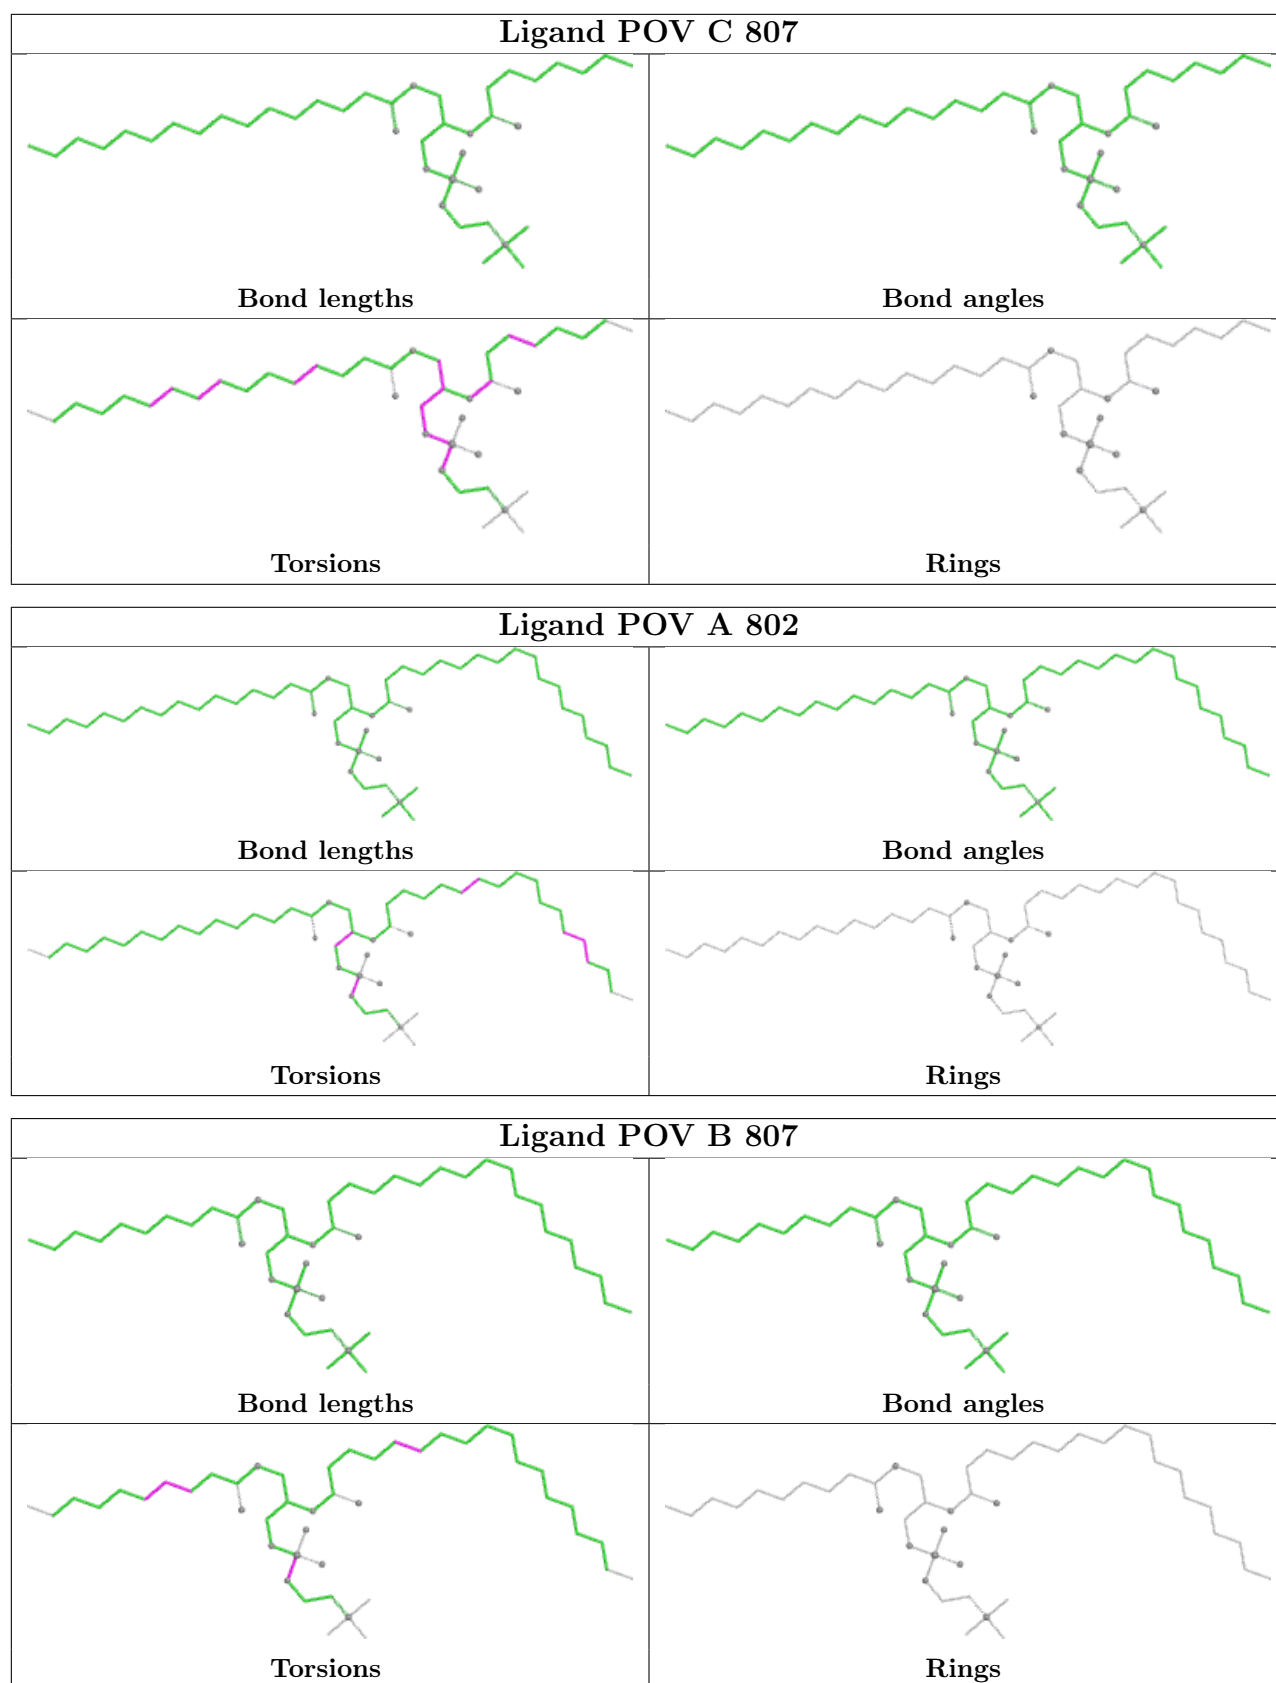 Ligand POV C 807
Bond lengths
Bond angles
Torsions
Rings
Ligand POV A 802
Bond lengths
Bond angles
Torsions
Rings
Ligand POV B 807
Bond lengths
Bond angles
Torsions
Rings